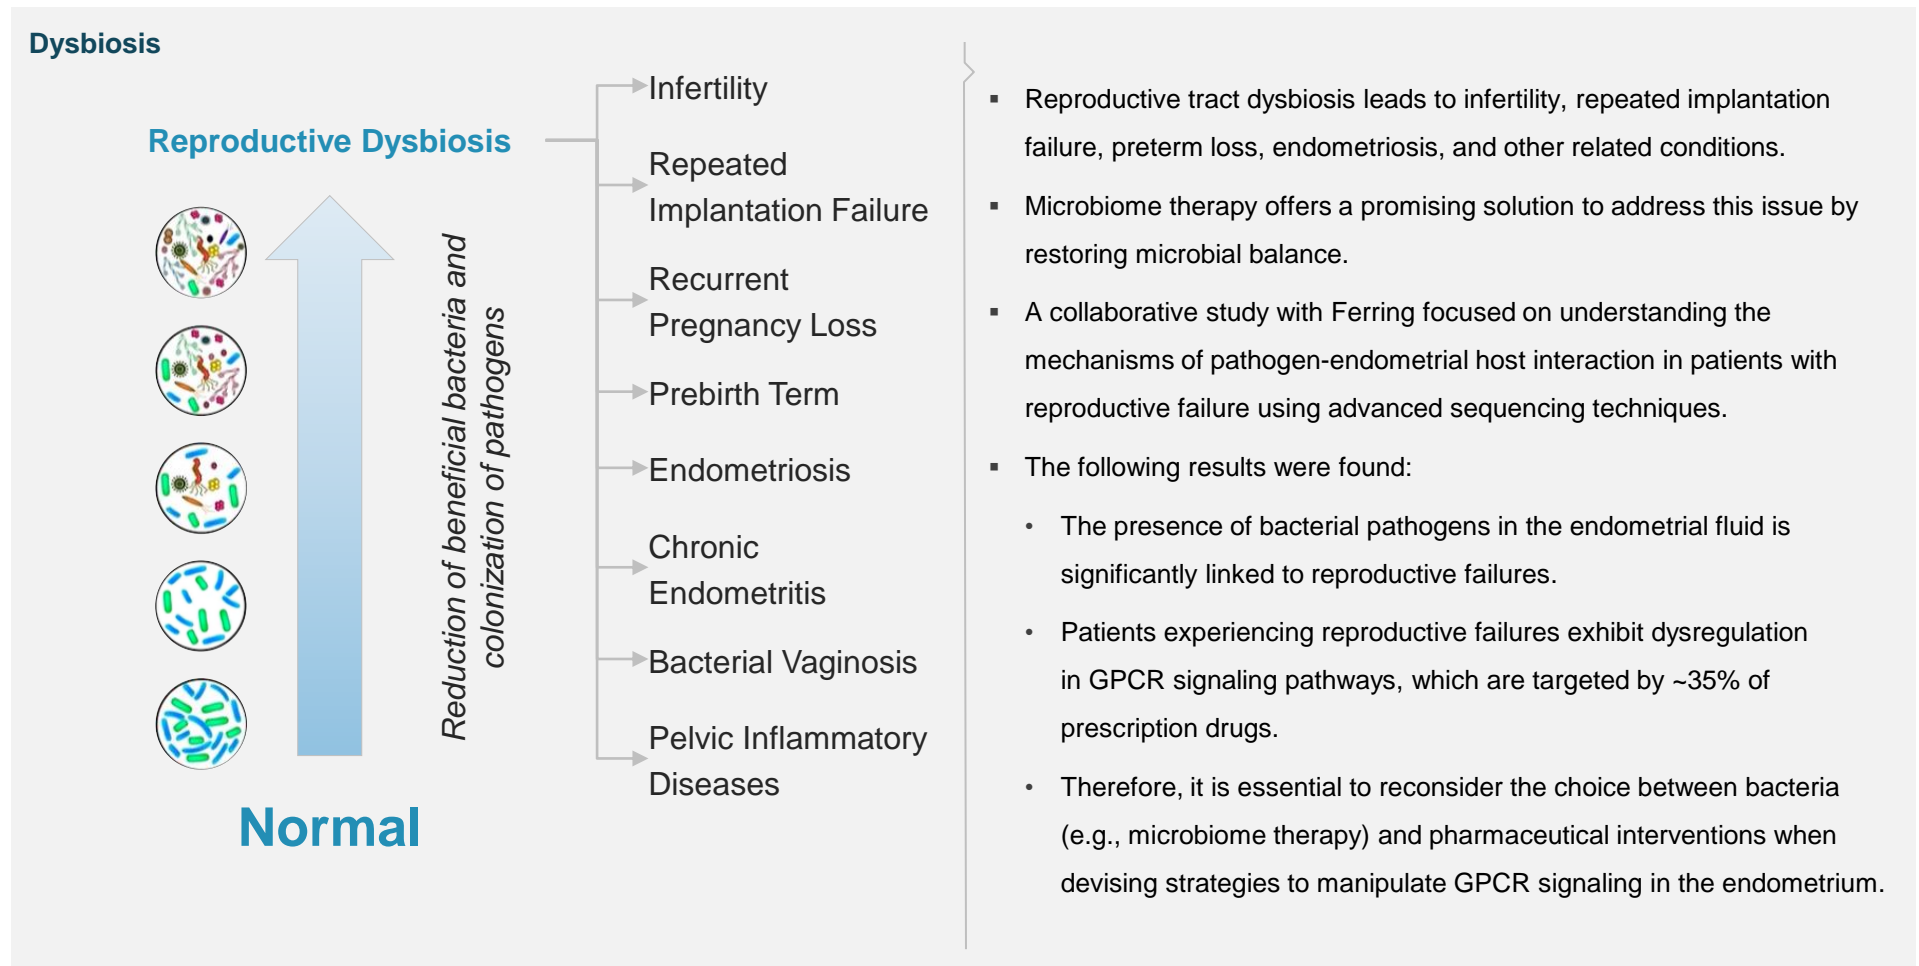 Dysbiosis
Reproductive Dysbiosis
Reduction of beneficial bacteria and
colonization of pathogens
Normal
Infertility
Repeated
Implantation Failure
Recurrent
Pregnancy Loss
Prebirth Term
Endometriosis
Chronic
Endometritis
Bacterial Vaginosis
Pelvic Inflammatory
Diseases
▪ Reproductive tract dysbiosis leads to infertility, repeated implantation
failure, preterm loss, endometriosis, and other related conditions.
▪ Microbiome therapy offers a promising solution to address this issue by
restoring microbial balance.
▪ A collaborative study with Ferring focused on understanding the
mechanisms of pathogen-endometrial host interaction in patients with
reproductive failure using advanced sequencing techniques.
▪ The following results were found:
• The presence of bacterial pathogens in the endometrial fluid is
significantly linked to reproductive failures.
• Patients experiencing reproductive failures exhibit dysregulation
in GPCR signaling pathways, which are targeted by ~35% of
prescription drugs.
• Therefore, it is essential to reconsider the choice between bacteria
(e.g., microbiome therapy) and pharmaceutical interventions when
devising strategies to manipulate GPCR signaling in the endometrium.